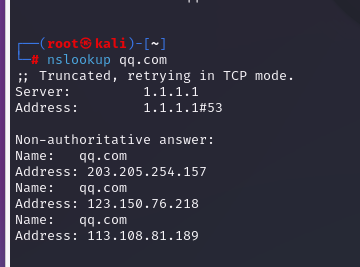 ┌──(root㉿kali)-[~]
└─# nslookup qq.com
;; Truncated, retrying in TCP mode.
Server:         1.1.1.1
Address:        1.1.1.1#53

Non-authoritative answer:
Name:   qq.com
Address: 203.205.254.157
Name:   qq.com
Address: 123.150.76.218
Name:   qq.com
Address: 113.108.81.189